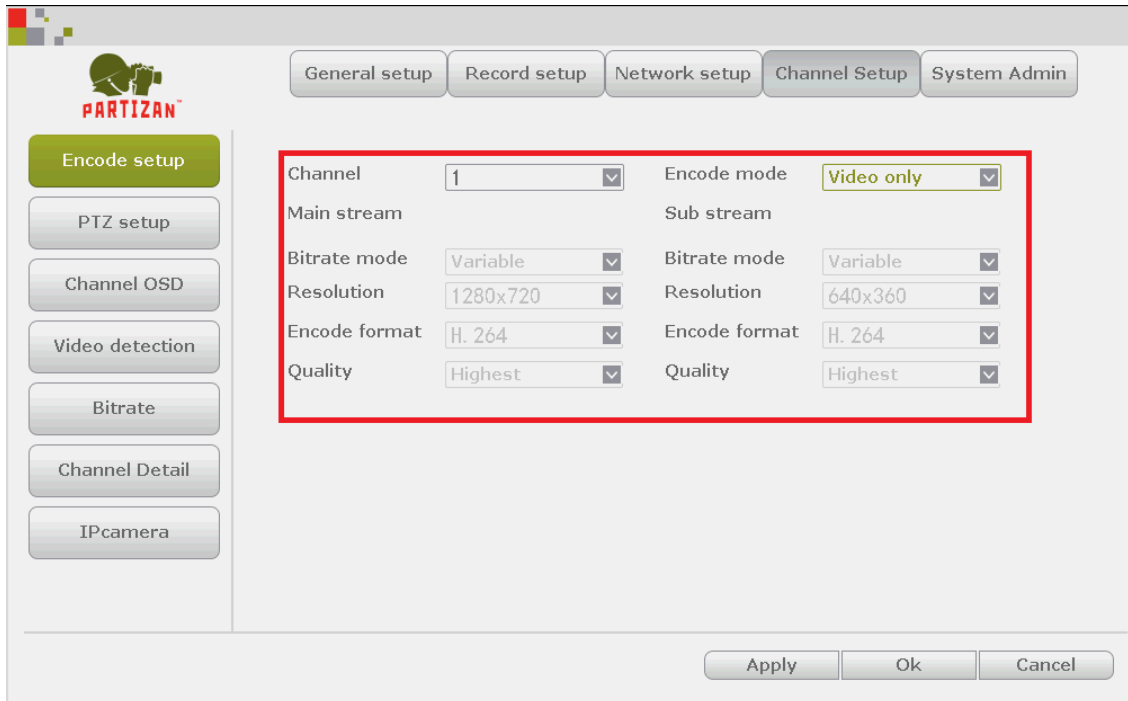 PARTIZAN™
General setup Record setup Network setup Channel Setup System Admin
Encode setup
PTZ setup
Channel OSD
Video detection
Bitrate
Channel Detail
IPcamera
Channel 1 Encode mode Video only
Main stream Sub stream
Bitrate mode Variable Bitrate mode Variable
Resolution 1280x720 Resolution 640x360
Encode format H. 264 Encode format H. 264
Quality Highest Quality Highest
Apply Ok Cancel